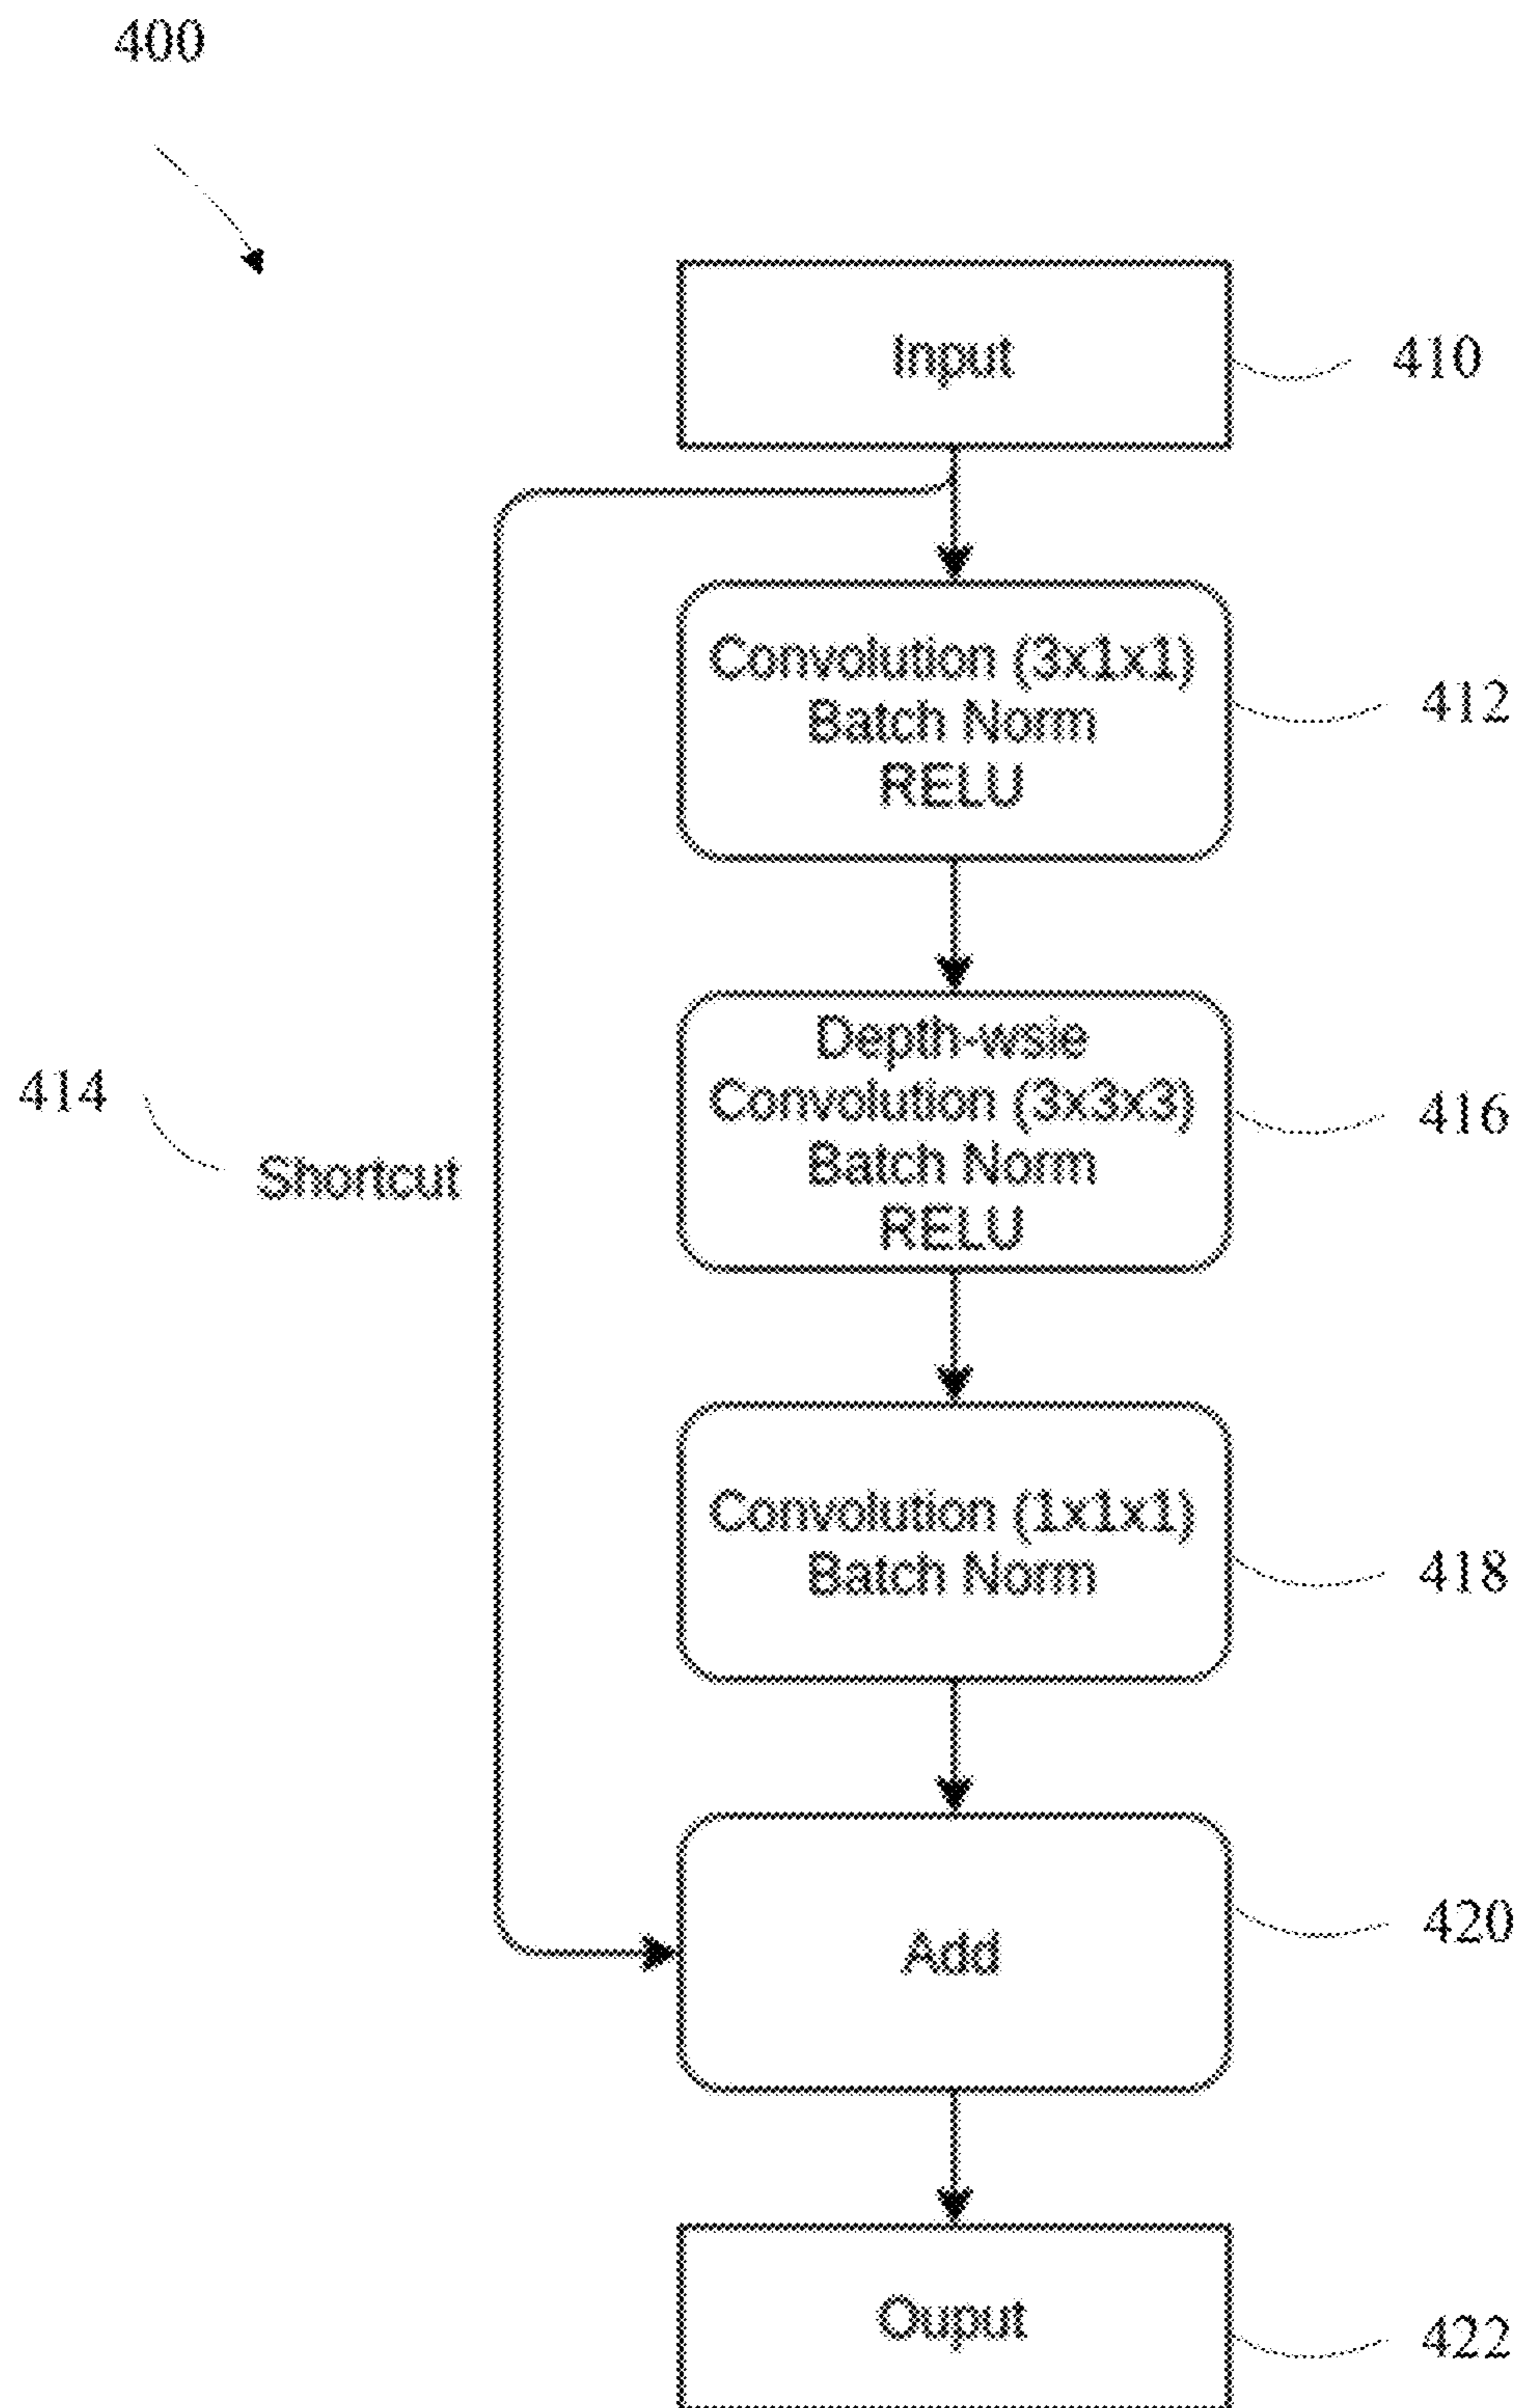 400
Input
410
Convolution (3x1x1)
Batch Norm
RELU
412
414
Shortcut
Depth-wsie
Convolution (3x3x3)
Batch Norm
RELU
416
Convolution (1x1x1)
Batch Norm
418
Add
420
Ouput
422